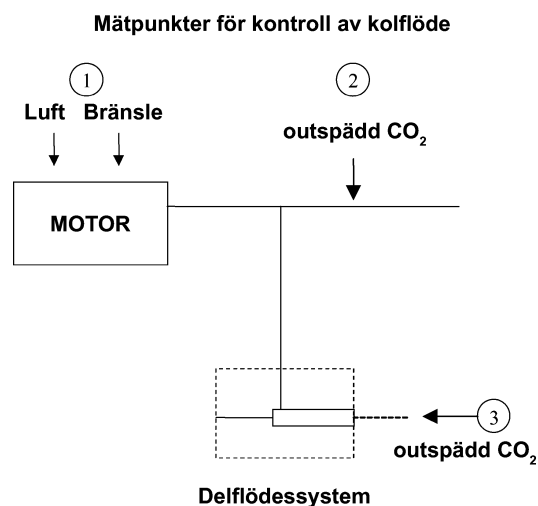 Mätpunkter för kontroll av kolflöde
1 2
Luft Bränsle
outspädd CO₂
MOTOR
3
outspädd CO₂
Delflödessystem